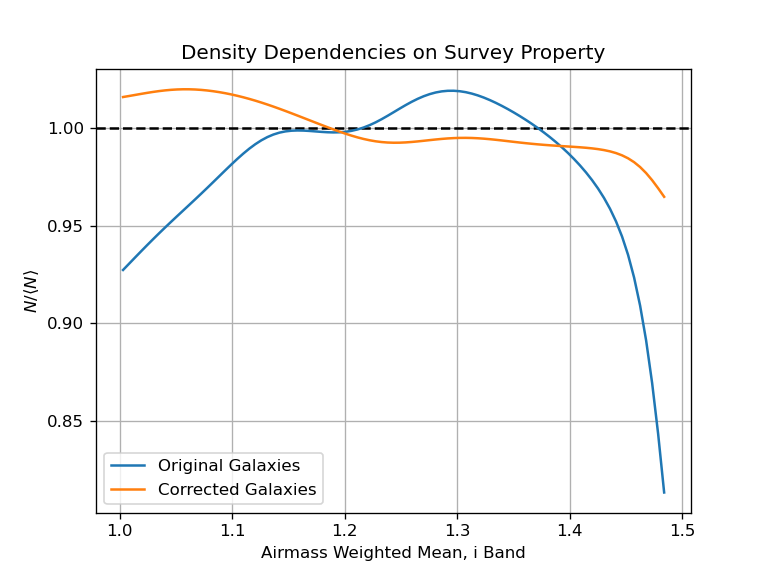 Density Dependencies on Survey Property
N/⟨N⟩
1.00
0.95
0.90
0.85
Original Galaxies
Corrected Galaxies
1.0 1.1 1.2 1.3 1.4 1.5
Airmass Weighted Mean, i Band